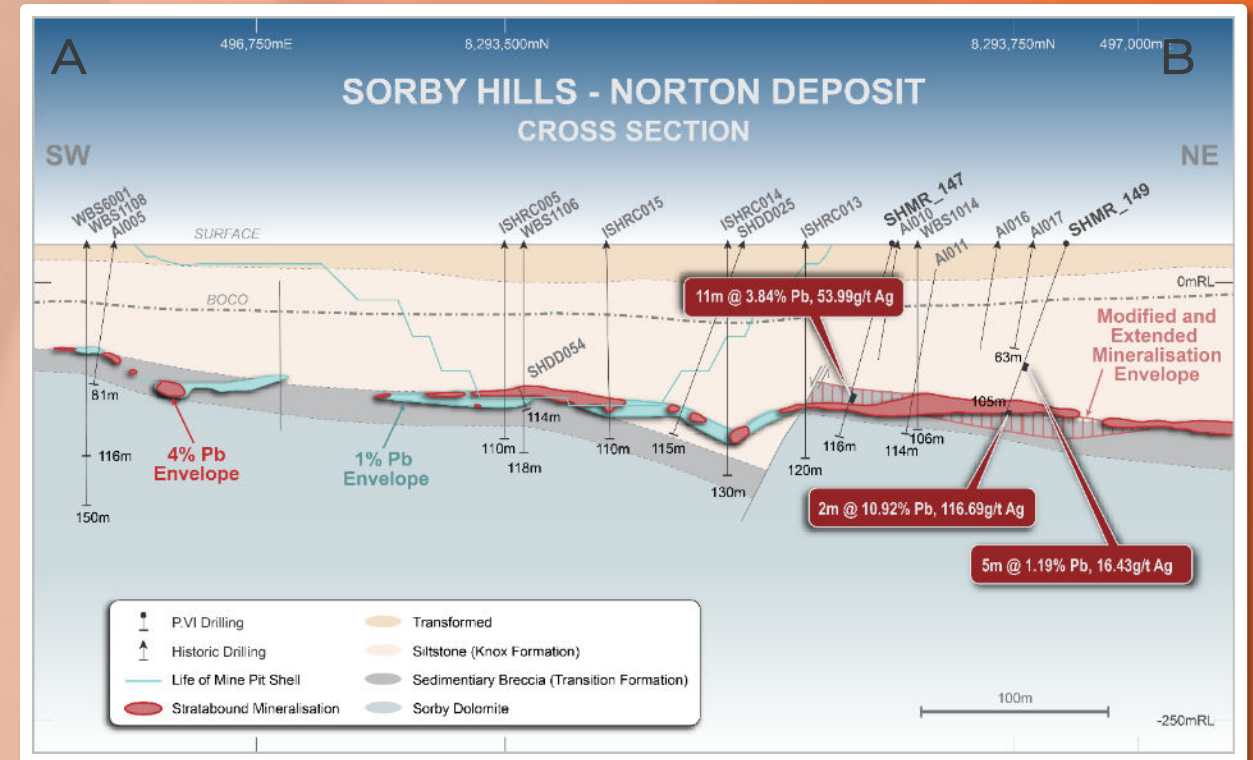 A
496,750mE
8,293,500mN
8,293,750mN
497,000m
B
SORBY HILLS - NORTON DEPOSIT
CROSS SECTION
SW
NE
WBS6001
WBS1108
AI005
ISHRC005
WBS1106
ISHRC015
ISHRC014
SHDD025
ISHRC013
SHMR_147
AI010
WBS1014
AI011
AI016
AI017
SHMR_149
SURFACE
0mRL
BOCO
11m @ 3.84% Pb, 53.99g/t Ag
Modified and
Extended
Mineralisation
Envelope
63m
SHDD054
81m
105m
114m
110m
118m
110m
115m
116m
114m
106m
116m
120m
130m
150m
4% Pb
Envelope
1% Pb
Envelope
2m @ 10.92% Pb, 116.69g/t Ag
5m @ 1.19% Pb, 16.43g/t Ag
P.VI Drilling
Historic Drilling
Life of Mine Pit Shell
Stratabound Mineralisation
Transformed
Siltstone (Knox Formation)
Sedimentiary Breccia (Transition Formation)
Sorby Dolomite
100m
-250mRL